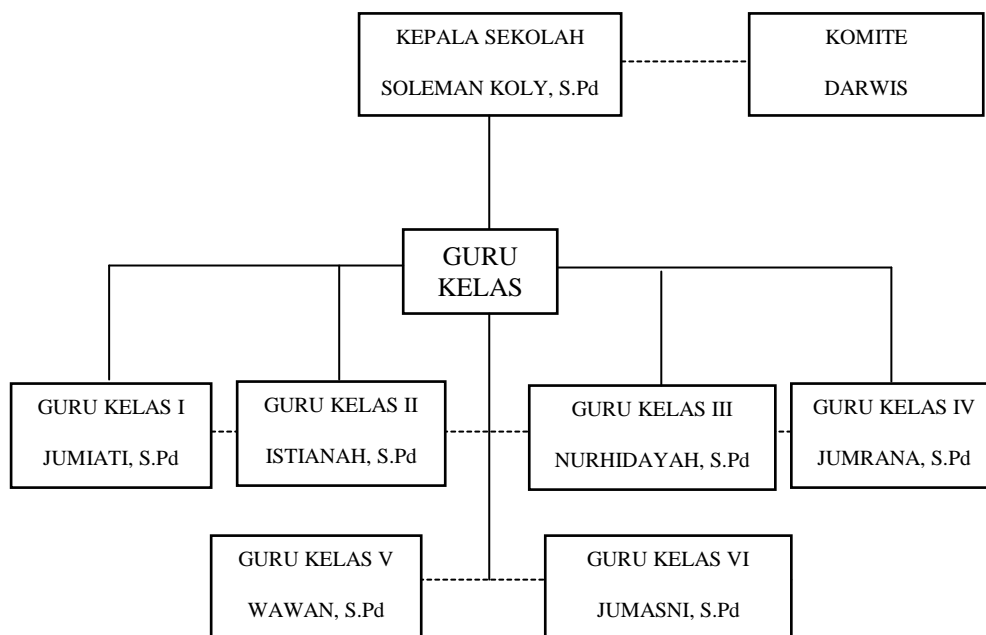 KEPALA SEKOLAH
SOLEMAN KOLY, S.Pd
KOMITE
DARWIS
GURU
KELAS
GURU KELAS I
JUMIATI, S.Pd
GURU KELAS II
ISTIANAH, S.Pd
GURU KELAS III
NURHIDAYAH, S.Pd
GURU KELAS IV
JUMRANA, S.Pd
GURU KELAS V
WAWAN, S.Pd
GURU KELAS VI
JUMASNI, S.Pd